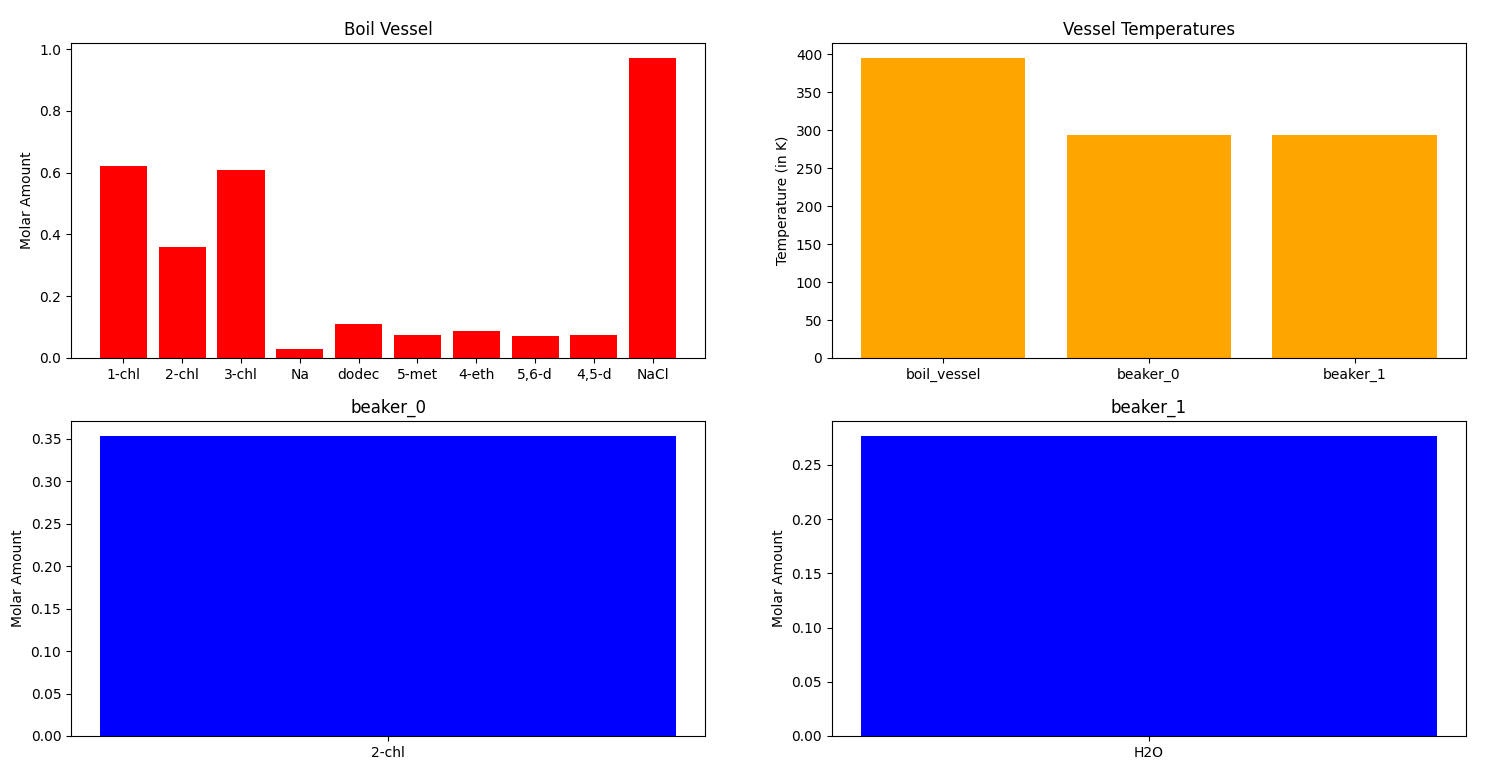 Boil Vessel
Molar Amount
1.0
0.8
0.6
0.4
0.2
0.0
1-chl 2-chl 3-chl Na dodec 5-met 4-eth 5,6-d 4,5-d NaCl
Vessel Temperatures
Temperature (in K)
400
350
300
250
200
150
100
50
0
boil_vessel beaker_0 beaker_1
beaker_0
Molar Amount
0.35
0.30
0.25
0.20
0.15
0.10
0.05
0.00
2-chl
beaker_1
Molar Amount
0.25
0.20
0.15
0.10
0.05
0.00
H2O